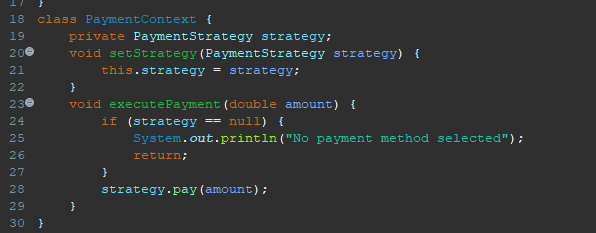 17 }
18 class PaymentContext {
19     private PaymentStrategy strategy;
20     void setStrategy(PaymentStrategy strategy) {
21         this.strategy = strategy;
22     }
23     void executePayment(double amount) {
24         if (strategy == null) {
25             System.out.println("No payment method selected");
26             return;
27         }
28         strategy.pay(amount);
29     }
30 }